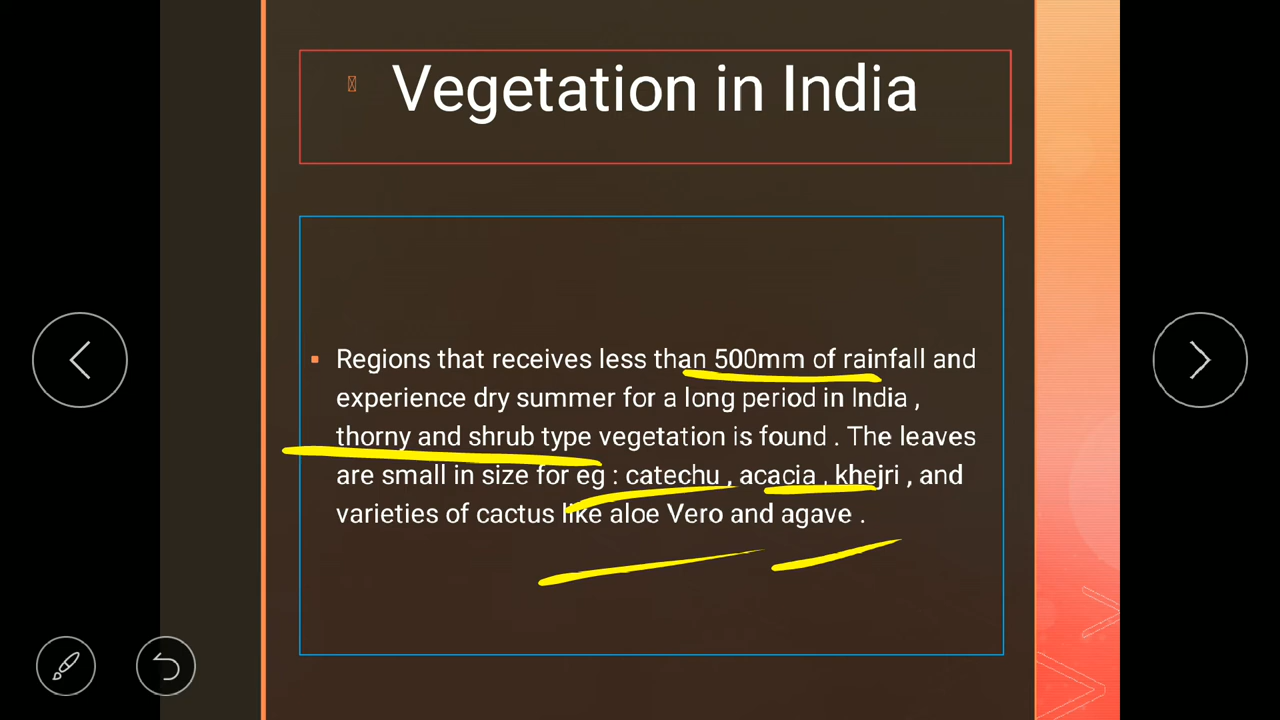 Vegetation in India
Regions that receives less than 500mm of rainfall and
experience dry summer for a long period in India ,
thorny and shrub type vegetation is found . The leaves
are small in size for eg : catechu , acacia , khejri , and
varieties of cactus like aloe Vero and agave .